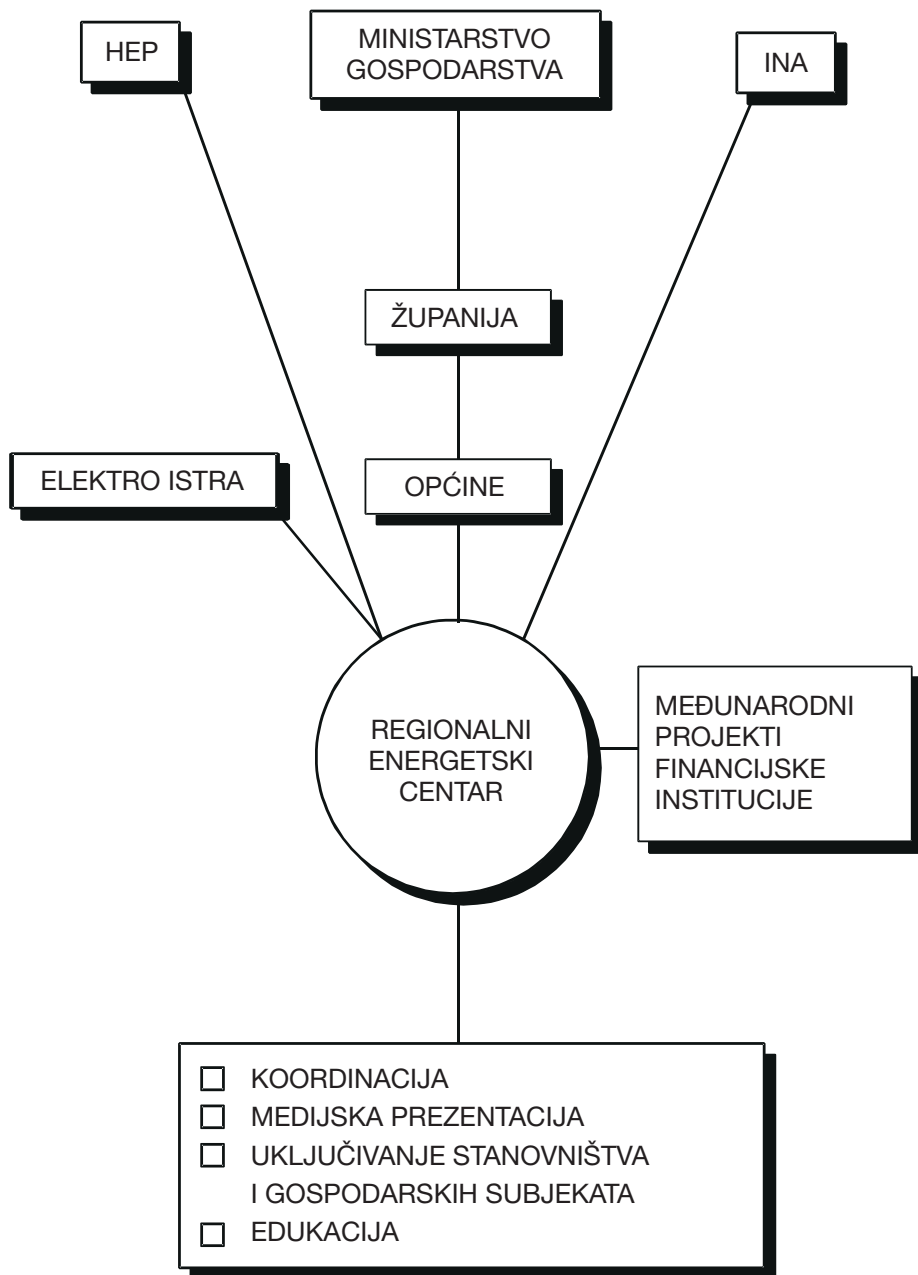 HEP
MINISTARSTVO
GOSPODARSTVA
INA
ŽUPANIJA
ELEKTRO ISTRA
OPĆINE
REGIONALNI
ENERGETSKI
CENTAR
MEĐUNARODNI
PROJEKTI
FINANCIJSKE
INSTITUCIJE
KOORDINACIJA
MEDIJSKA PREZENTACIJA
UKLJUČIVANJE STANOVNIŠTVA
I GOSPODARSKIH SUBJEKATA
EDUKACIJA